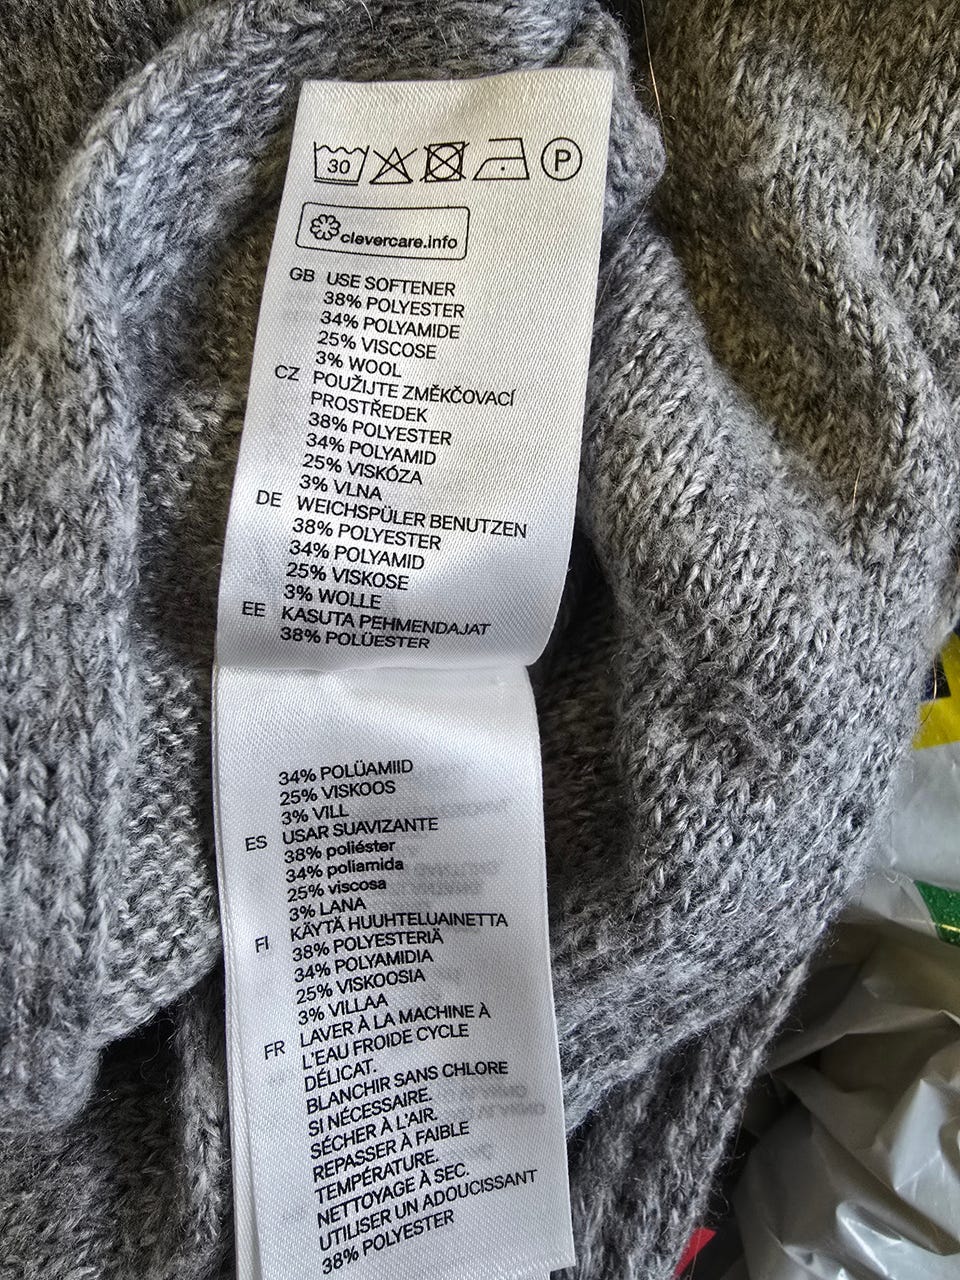 30 P
clevercare.info
GB USE SOFTENER
38% POLYESTER
34% POLYAMIDE
25% VISCOSE
3% WOOL
CZ POUŽIJTE ZMĚKČOVACÍ
PROSTŘEDEK
38% POLYESTER
34% POLYAMID
25% VISKÓZA
3% VLNA
DE WEICHSPÜLER BENUTZEN
38% POLYESTER
34% POLYAMID
25% VISKOSE
3% WOLLE
EE KASUTA PEHMENDAJAT
38% POLÜESTER
34% POLÜAMIID
25% VISKOOS
3% VILL
ES USAR SUAVIZANTE
38% poliéster
34% poliamida
25% viscosa
3% LANA
FI KÄYTÄ HUUHTELUAINETTA
38% POLYESTERIÄ
34% POLYAMIDIA
25% VISKOOSIA
3% VILLAA
FR LAVER À LA MACHINE À
L'EAU FROIDE CYCLE
DÉLICAT.
BLANCHIR SANS CHLORE
SI NÉCESSAIRE.
SÉCHER À L'AIR.
REPASSER À FAIBLE
TEMPÉRATURE.
NETTOYAGE À SEC.
UTILISER UN ADOUCISSANT
38% POLYESTER